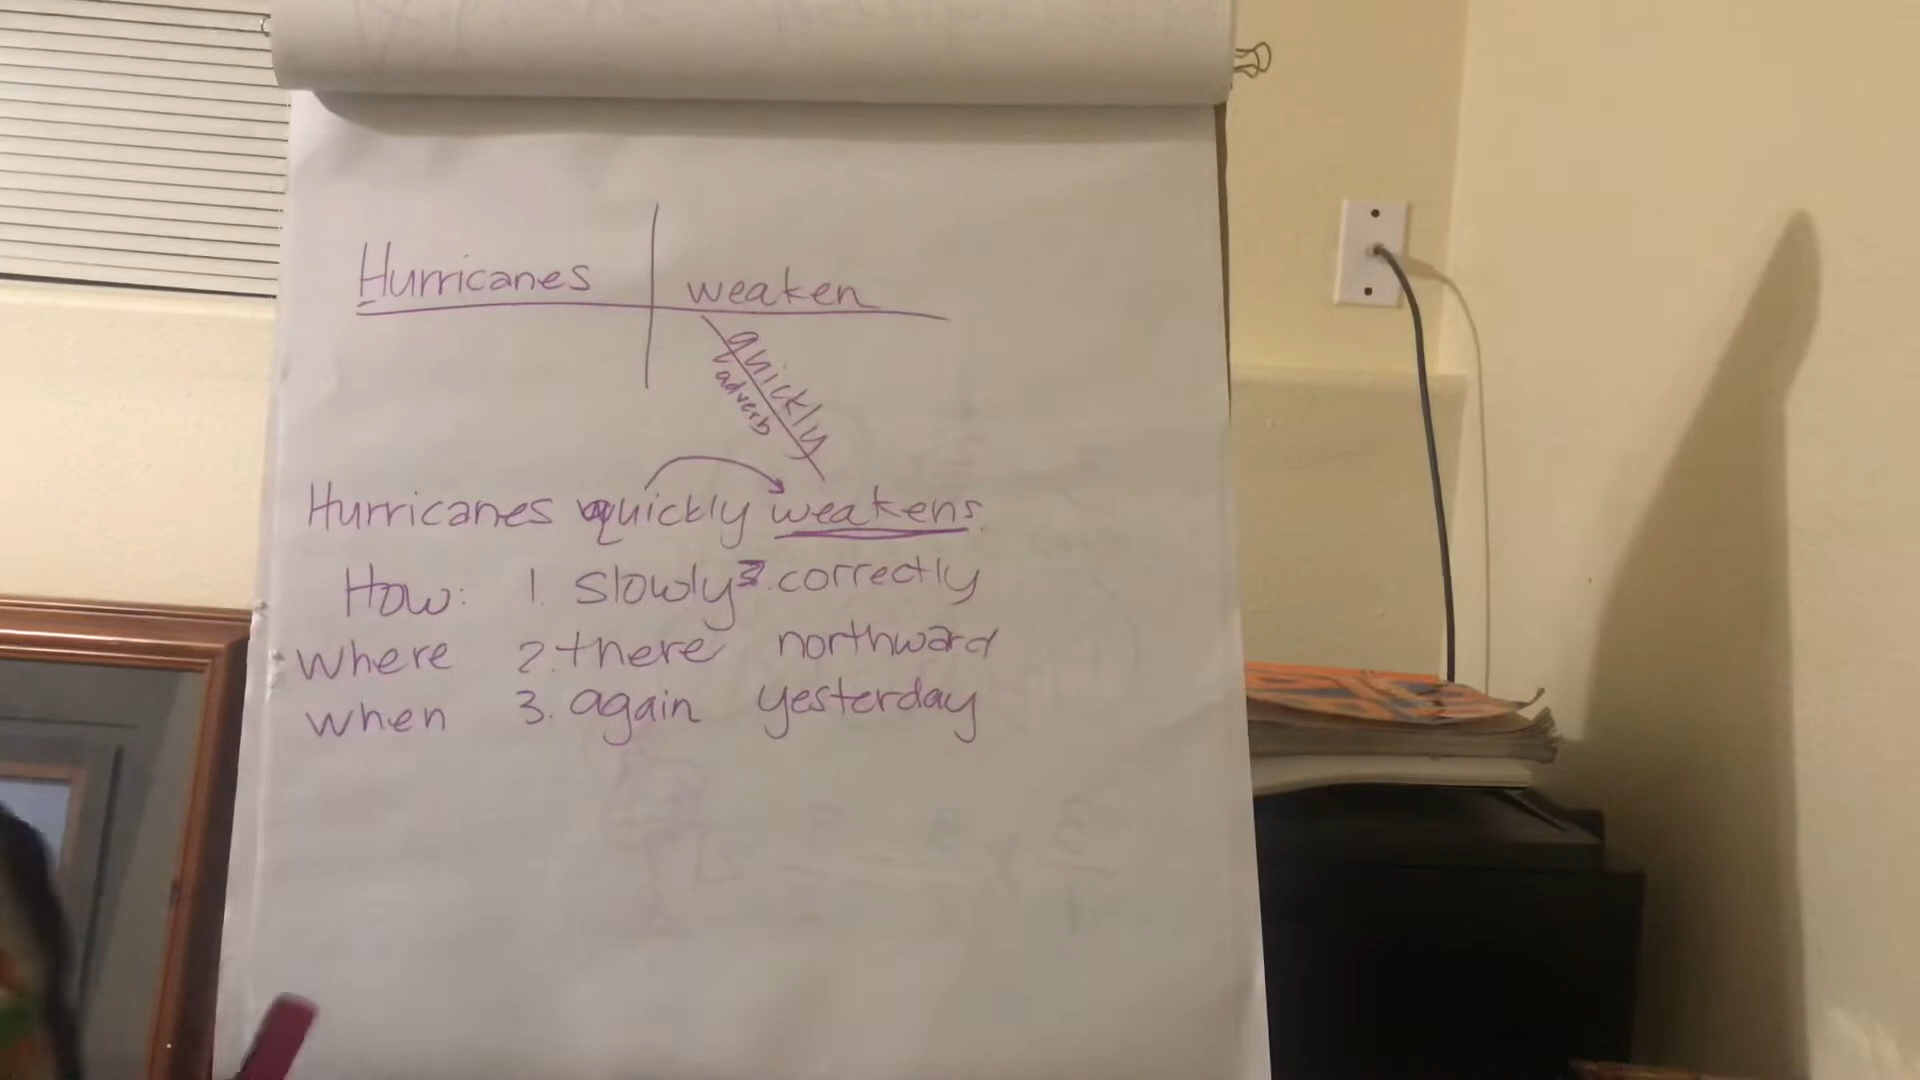 Hurricanes weaken
quickly
adverb
Hurricanes quickly weakens.
How: 1. slowly 3. correctly
where 2. there northward
when 3. again yesterday